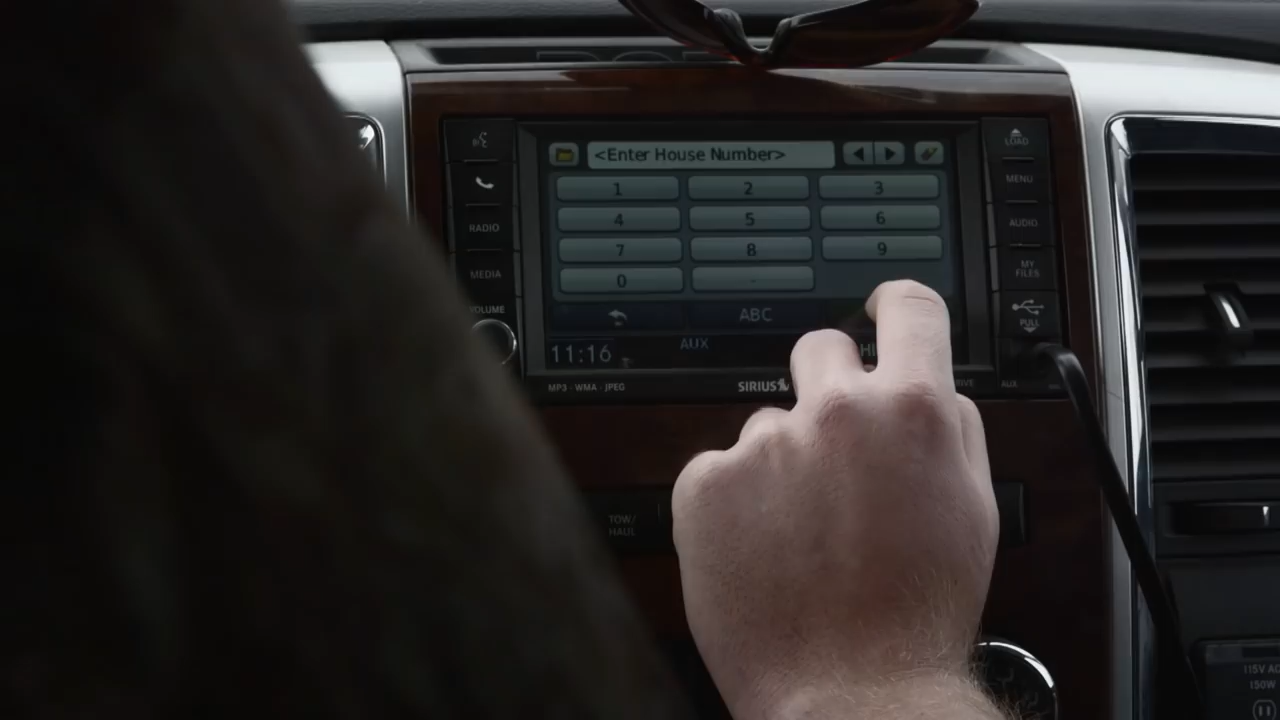 <Enter House Number>
1 2 3
4 5 6
7 8 9
0 -
ABC
AUX
11:16
RADIO
MEDIA
VOLUME
LOAD
MENU
AUDIO
MY
FILES
PULL
MP3 · WMA · JPEG
SIRIUS
AUX
TOW/
HAUL
115V AC
150W